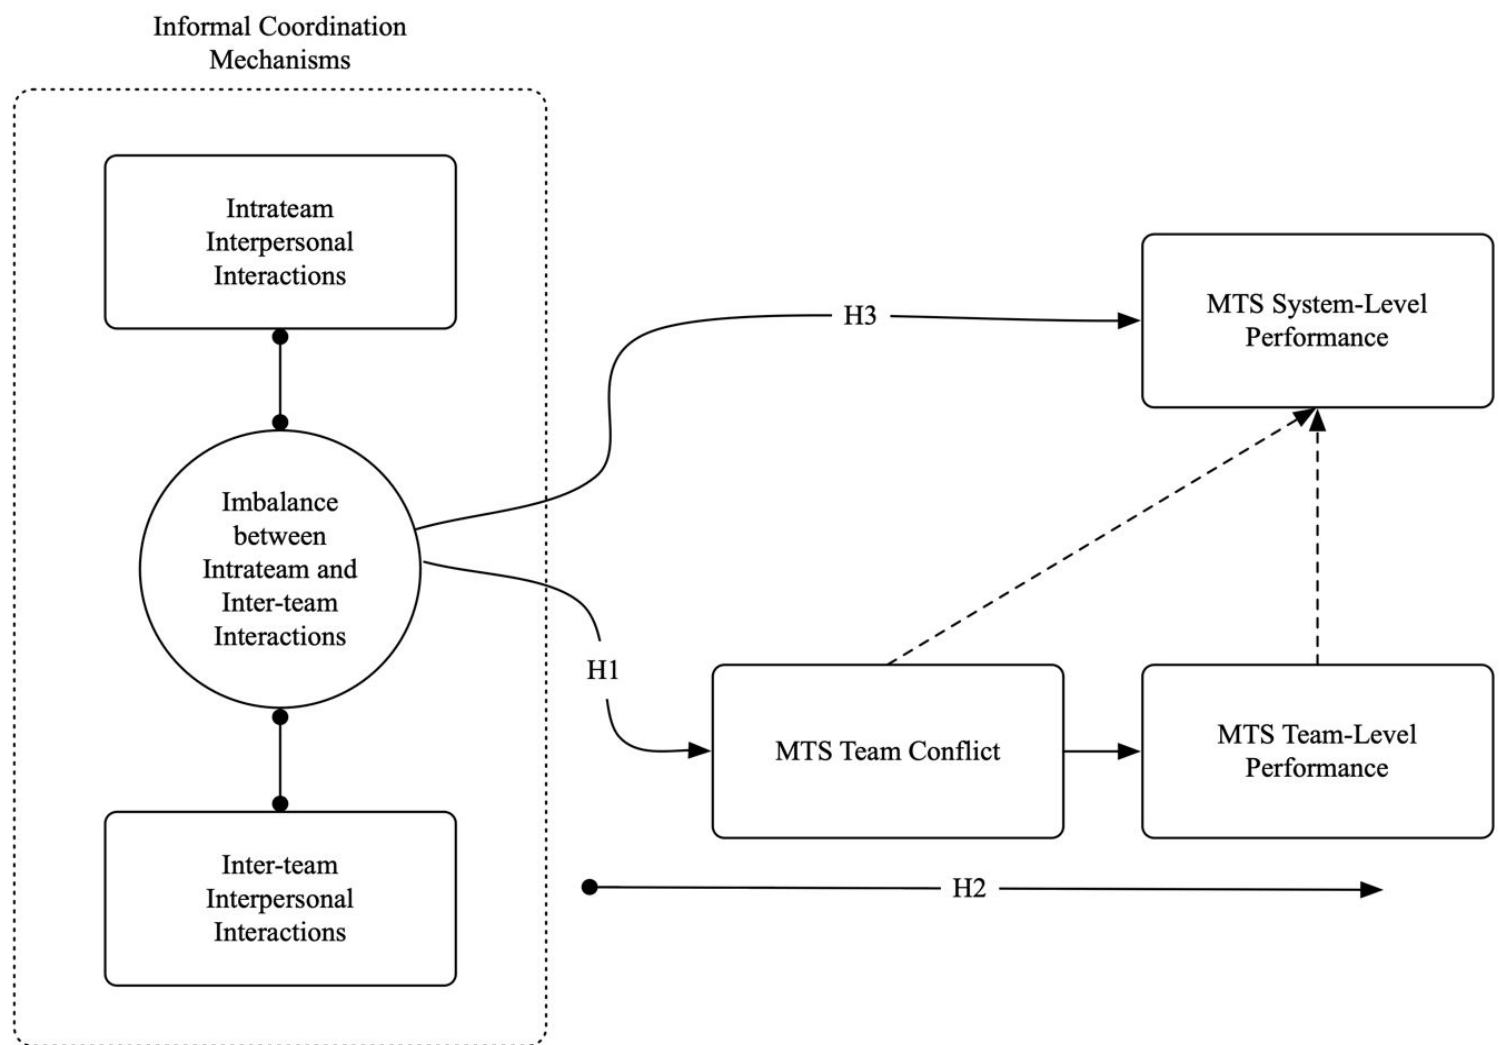 Informal Coordination
Mechanisms
Intrateam
Interpersonal
Interactions
Imbalance
between
Intrateam and
Inter-team
Interactions
Inter-team
Interpersonal
Interactions
H3
H1
MTS System-Level
Performance
MTS Team Conflict
MTS Team-Level
Performance
H2